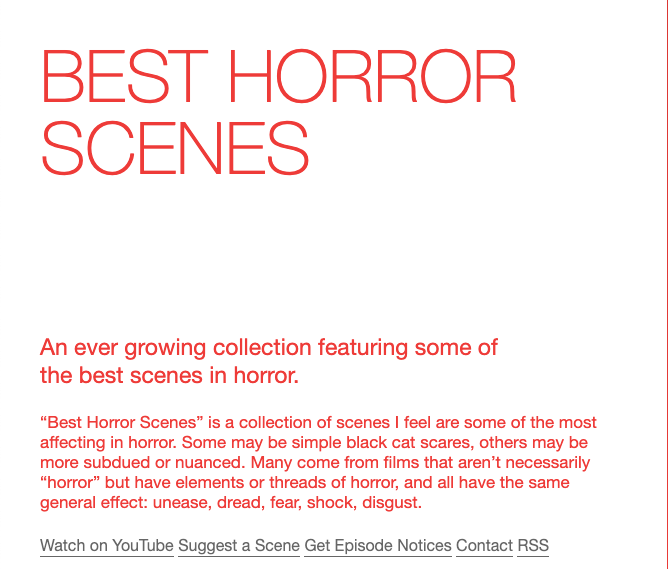 BEST HORROR
SCENES
An ever growing collection featuring some of
the best scenes in horror.
“Best Horror Scenes” is a collection of scenes I feel are some of the most
affecting in horror. Some may be simple black cat scares, others may be
more subdued or nuanced. Many come from films that aren’t necessarily
“horror” but have elements or threads of horror, and all have the same
general effect: unease, dread, fear, shock, disgust.
Watch on YouTube Suggest a Scene Get Episode Notices Contact RSS